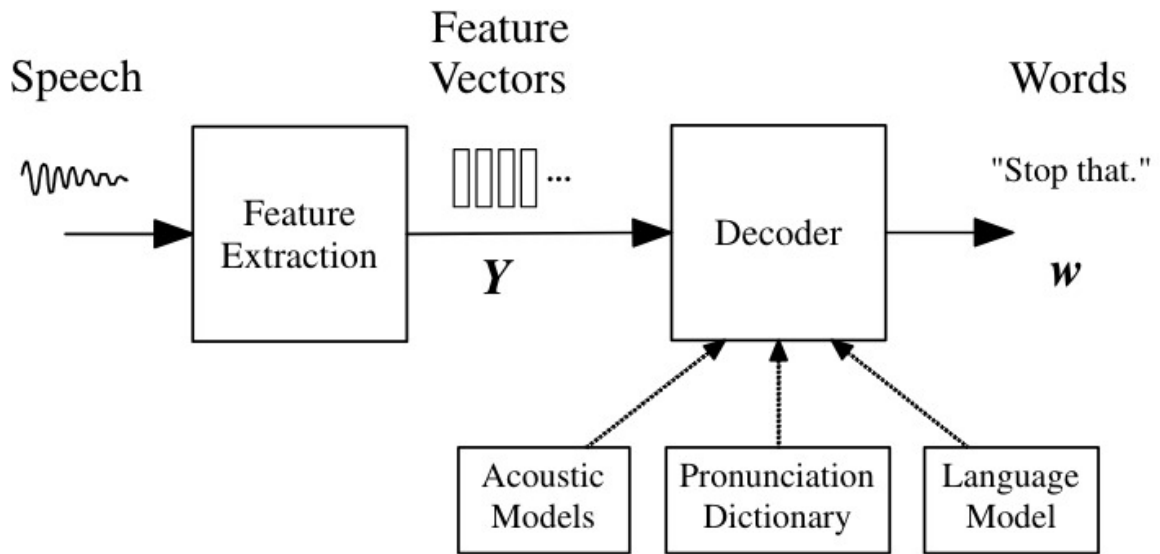 Speech
Feature
Vectors
Words
"Stop that."
Feature
Extraction
...
Decoder
Y
w
Acoustic
Models
Pronunciation
Dictionary
Language
Model